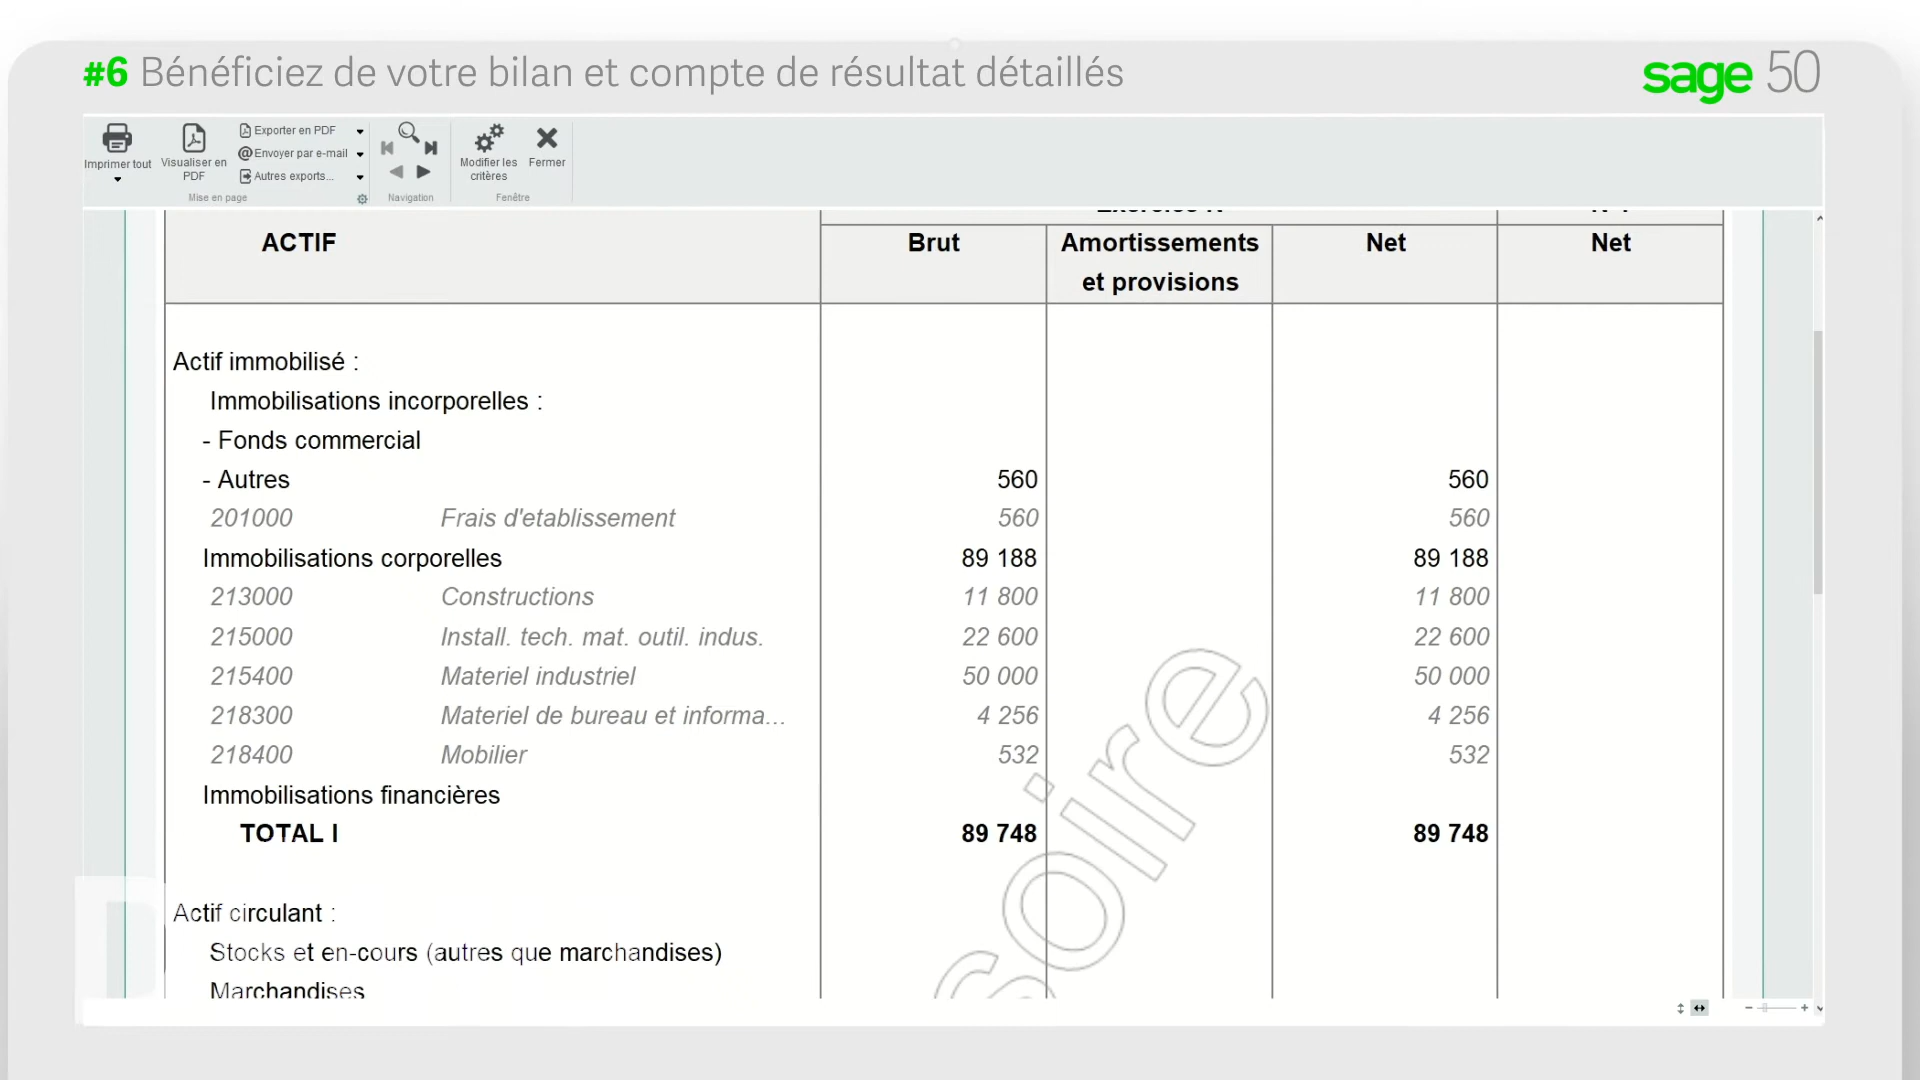 #6 Bénéficiez de votre bilan et compte de résultat détaillés
sage 50
Imprimer tout
Visualiser en PDF
Exporter en PDF
Envoyer par e-mail
Autres exports...
Mise en page
Navigation
Modifier les critères
Fermer
Fenêtre
ACTIF Brut Amortissements et provisions Net Net
Actif immobilisé :
Immobilisations incorporelles :
- Fonds commercial
- Autres 560 560
201000 Frais d'etablissement 560 560
Immobilisations corporelles 89 188 89 188
213000 Constructions 11 800 11 800
215000 Install. tech. mat. outil. indus. 22 600 22 600
215400 Materiel industriel 50 000 50 000
218300 Materiel de bureau et informa... 4 256 4 256
218400 Mobilier 532 532
Immobilisations financières
TOTAL I 89 748 89 748
Actif circulant :
Stocks et en-cours (autres que marchandises)
Marchandises
soire